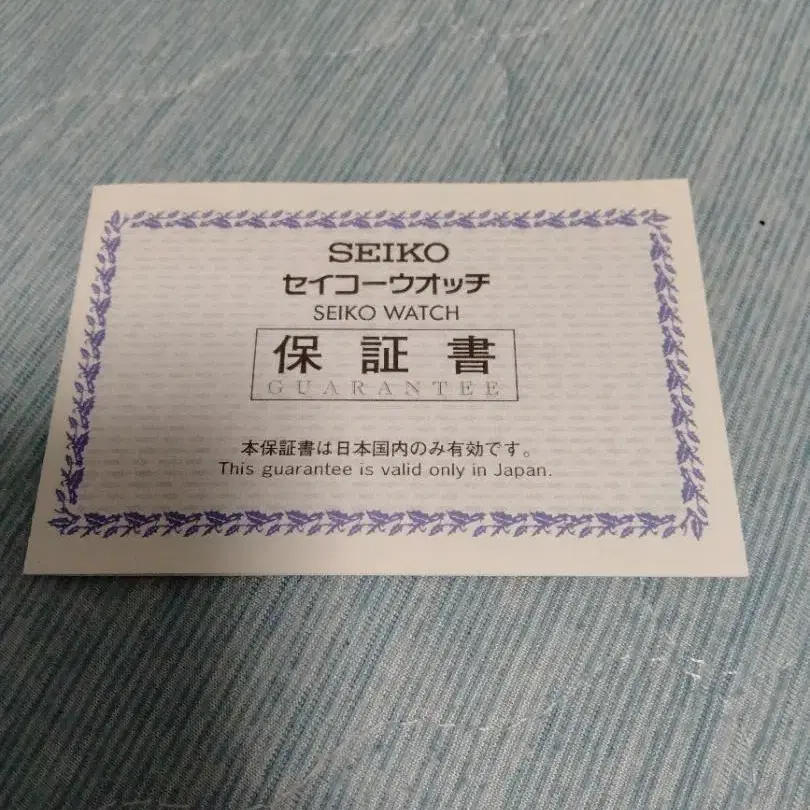 SEIKO
セイコーウオッチ
SEIKO WATCH
保証書
GUARANTEE
本保証書は日本国内のみ有効です。
This guarantee is valid only in Japan.